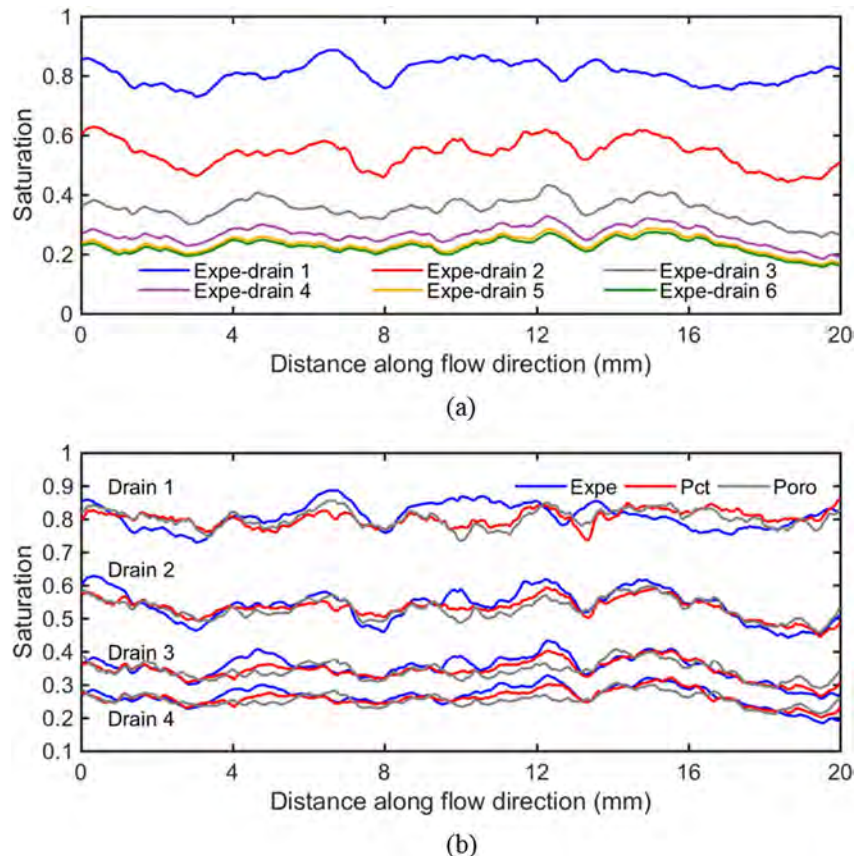 1
0.8
0.6
0.4
0.2
0
Saturation
Expe-drain 1 Expe-drain 2 Expe-drain 3
Expe-drain 4 Expe-drain 5 Expe-drain 6
0 4 8 12 16 20
Distance along flow direction (mm)
(a)
1
0.9
0.8
0.7
0.6
0.5
0.4
0.3
0.2
0.1
Saturation
Drain 1 Expe Pct Poro
Drain 2
Drain 3
Drain 4
0 4 8 12 16 20
Distance along flow direction (mm)
(b)